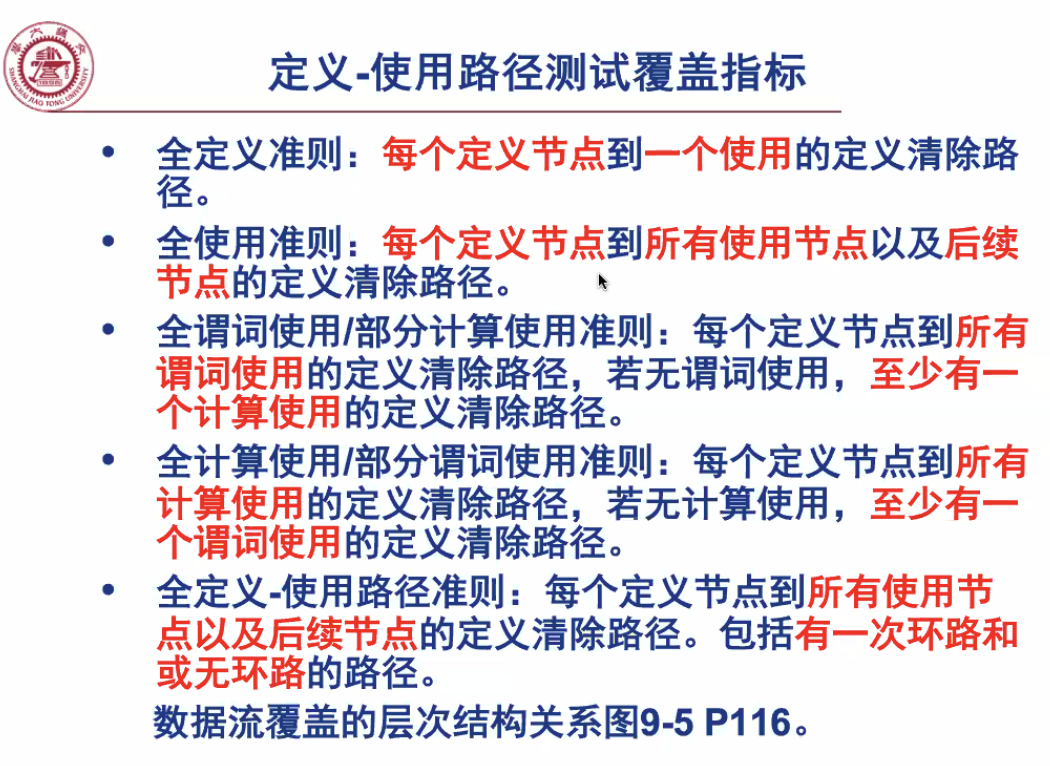 上海交通大学
SHANGHAI JIAO TONG UNIVERSITY
定义-使用路径测试覆盖指标
• 全定义准则：每个定义节点到一个使用的定义清除路
径。
• 全使用准则：每个定义节点到所有使用节点以及后续
节点的定义清除路径。
• 全谓词使用/部分计算使用准则：每个定义节点到所有
谓词使用的定义清除路径，若无谓词使用，至少有一
个计算使用的定义清除路径。
• 全计算使用/部分谓词使用准则：每个定义节点到所有
计算使用的定义清除路径，若无计算使用，至少有一
个谓词使用的定义清除路径。
• 全定义-使用路径准则：每个定义节点到所有使用节
点以及后续节点的定义清除路径。包括有一次环路和
或无环路的路径。
数据流覆盖的层次结构关系图9-5 P116。